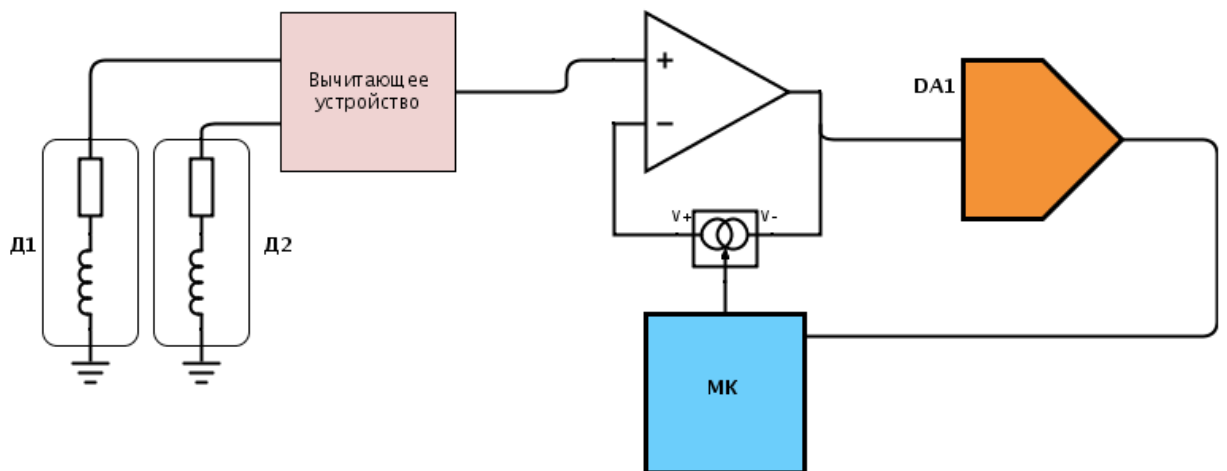 Вычитающее
устройство
+
−
DA1
V+
V-
Д1
Д2
МК